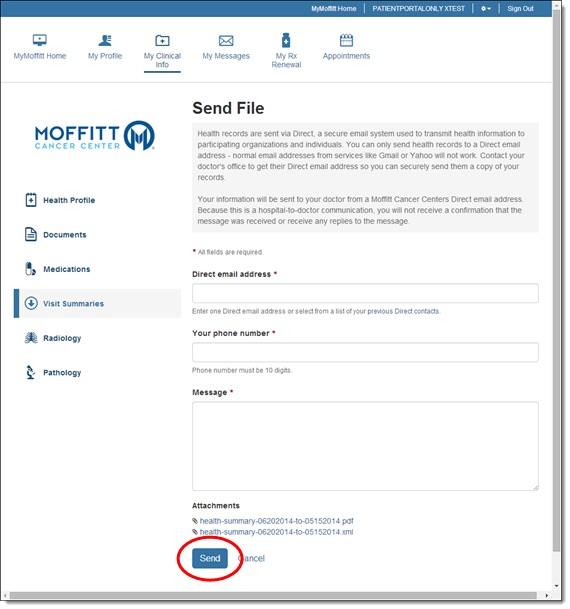 MyMoffitt Home PATIENTPORTALONLY XTEST Sign Out
MyMoffitt Home My Profile My Clinical My Messages My Rx Appointments
Info Renewal
MOFFITT
CANCER CENTER
Health Profile
Documents
Medications
Visit Summaries
Radiology
Pathology
Send File
Health records are sent via Direct, a secure email system used to transmit health information to
participating organizations and individuals. You can only send health records to a Direct email
address - normal email addresses from services like Gmail or Yahoo will not work. Contact your
doctor's office to get their Direct email address so you can securely send them a copy of your
records.
Your information will be sent to your doctor from a Moffitt Cancer Centers Direct email address.
Because this is a hospital-to-doctor communication, you will not receive a confirmation that the
message was received or receive any replies to the message.
* All fields are required.
Direct email address *
Enter one Direct email address or select from a list of your previous Direct contacts.
Your phone number *
Phone number must be 10 digits.
Message *
Attachments
health-summary-06202014-to-05152014.pdf
health-summary-06202014-to-05152014.xml
Send Cancel